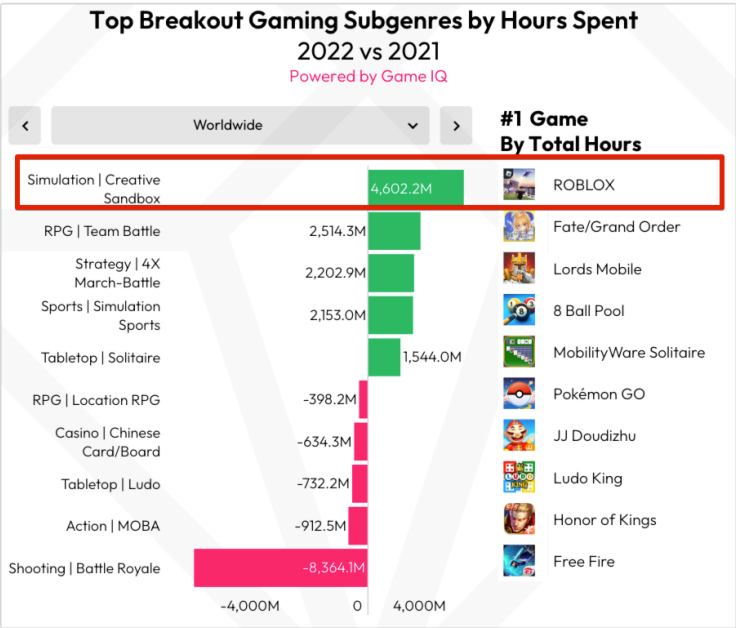 Top Breakout Gaming Subgenres by Hours Spent
2022 vs 2021
Powered by Game IQ
Worldwide
#1 Game
By Total Hours
Simulation | Creative
Sandbox
4,602.2M
ROBLOX
RPG | Team Battle
2,514.3M
Fate/Grand Order
Strategy | 4X
March-Battle
2,202.9M
Lords Mobile
Sports | Simulation
Sports
2,153.0M
8 Ball Pool
Tabletop | Solitaire
1,544.0M
MobilityWare Solitaire
RPG | Location RPG
-398.2M
Pokémon GO
Casino | Chinese
Card/Board
-634.3M
JJ Doudizhu
Tabletop | Ludo
-732.2M
Ludo King
Action | MOBA
-912.5M
Honor of Kings
Shooting | Battle Royale
-8,364.1M
Free Fire
-4,000M
0
4,000M